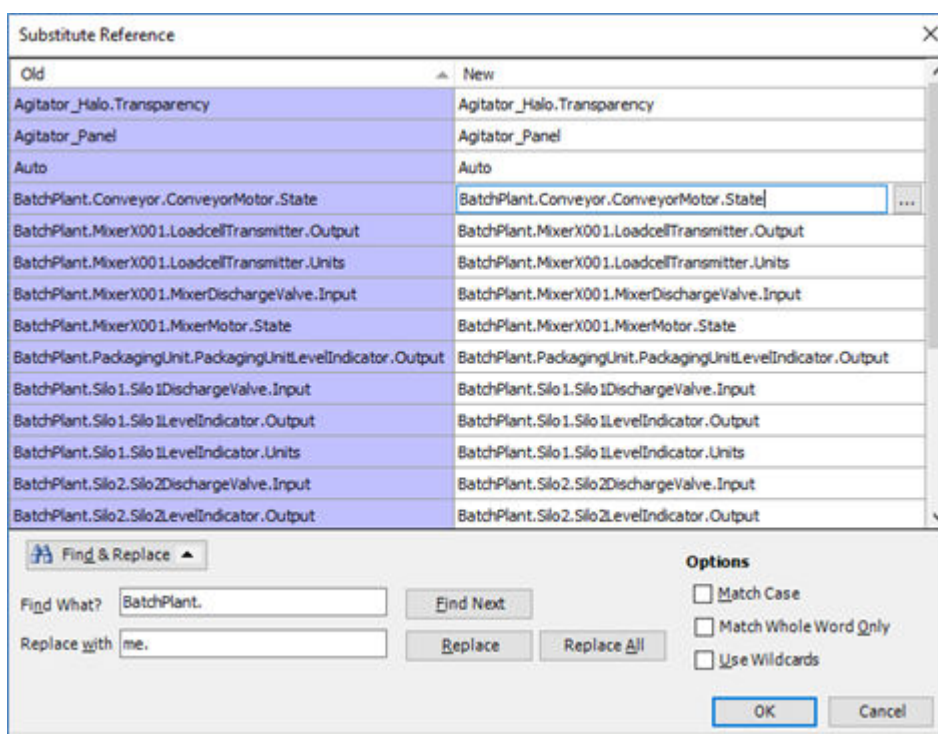 Substitute Reference
Old New
Agitator_Halo.Transparency Agitator_Halo.Transparency
Agitator_Panel Agitator_Panel
Auto Auto
BatchPlant.Conveyor.ConveyorMotor.State BatchPlant.Conveyor.ConveyorMotor.State ...
BatchPlant.MixerX001.LoadcellTransmitter.Output BatchPlant.MixerX001.LoadcellTransmitter.Output
BatchPlant.MixerX001.LoadcellTransmitter.Units BatchPlant.MixerX001.LoadcellTransmitter.Units
BatchPlant.MixerX001.MixerDischargeValve.Input BatchPlant.MixerX001.MixerDischargeValve.Input
BatchPlant.MixerX001.MixerMotor.State BatchPlant.MixerX001.MixerMotor.State
BatchPlant.PackagingUnit.PackagingUnitLevelIndicator.Output BatchPlant.PackagingUnit.PackagingUnitLevelIndicator.Output
BatchPlant.Silo1.Silo1DischargeValve.Input BatchPlant.Silo1.Silo1DischargeValve.Input
BatchPlant.Silo1.Silo1LevelIndicator.Output BatchPlant.Silo1.Silo1LevelIndicator.Output
BatchPlant.Silo1.Silo1LevelIndicator.Units BatchPlant.Silo1.Silo1LevelIndicator.Units
BatchPlant.Silo2.Silo2DischargeValve.Input BatchPlant.Silo2.Silo2DischargeValve.Input
BatchPlant.Silo2.Silo2LevelIndicator.Output BatchPlant.Silo2.Silo2LevelIndicator.Output
Find & Replace
Options
Find What? BatchPlant. Find Next Match Case
Match Whole Word Only
Replace with me. Replace Replace All
Use Wildcards
OK Cancel